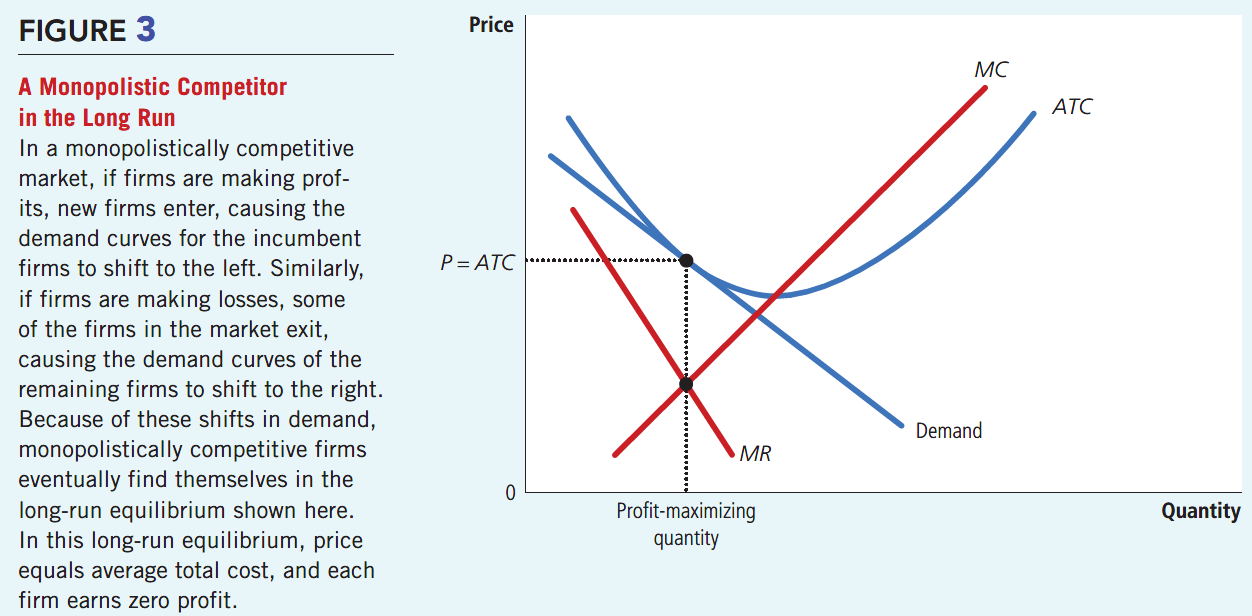 FIGURE 3
A Monopolistic Competitor
in the Long Run
In a monopolistically competitive
market, if firms are making prof-
its, new firms enter, causing the
demand curves for the incumbent
firms to shift to the left. Similarly,
if firms are making losses, some
of the firms in the market exit,
causing the demand curves of the
remaining firms to shift to the right.
Because of these shifts in demand,
monopolistically competitive firms
eventually find themselves in the
long-run equilibrium shown here.
In this long-run equilibrium, price
equals average total cost, and each
firm earns zero profit.
Price
MC
ATC
P = ATC
Demand
MR
0
Profit-maximizing
quantity
Quantity